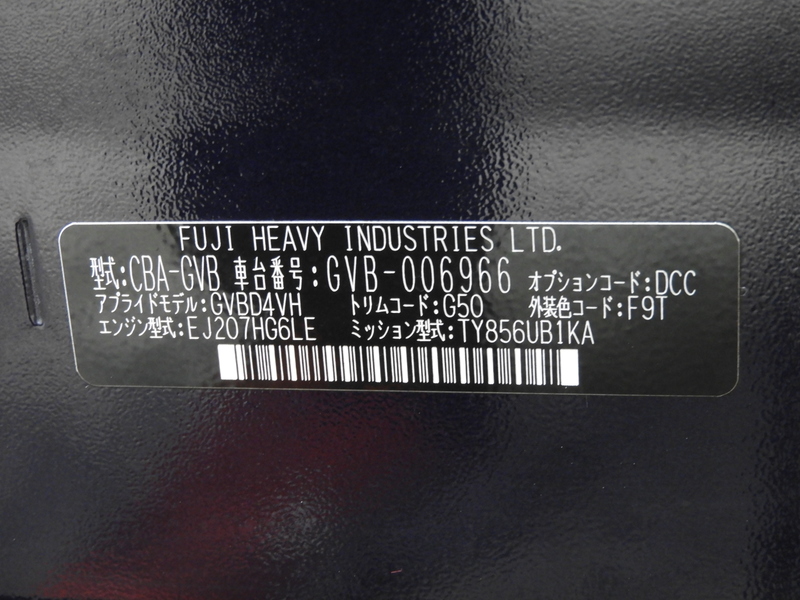 FUJI HEAVY INDUSTRIES LTD.
型式:CBA-GVB 車台番号:GVB-006966 オプションコード:DCC
アプライドモデル:GVBD4VH トリムコード:G50 外装色コード:F9T
エンジン型式:EJ207HG6LE ミッション型式:TY856UB1KA